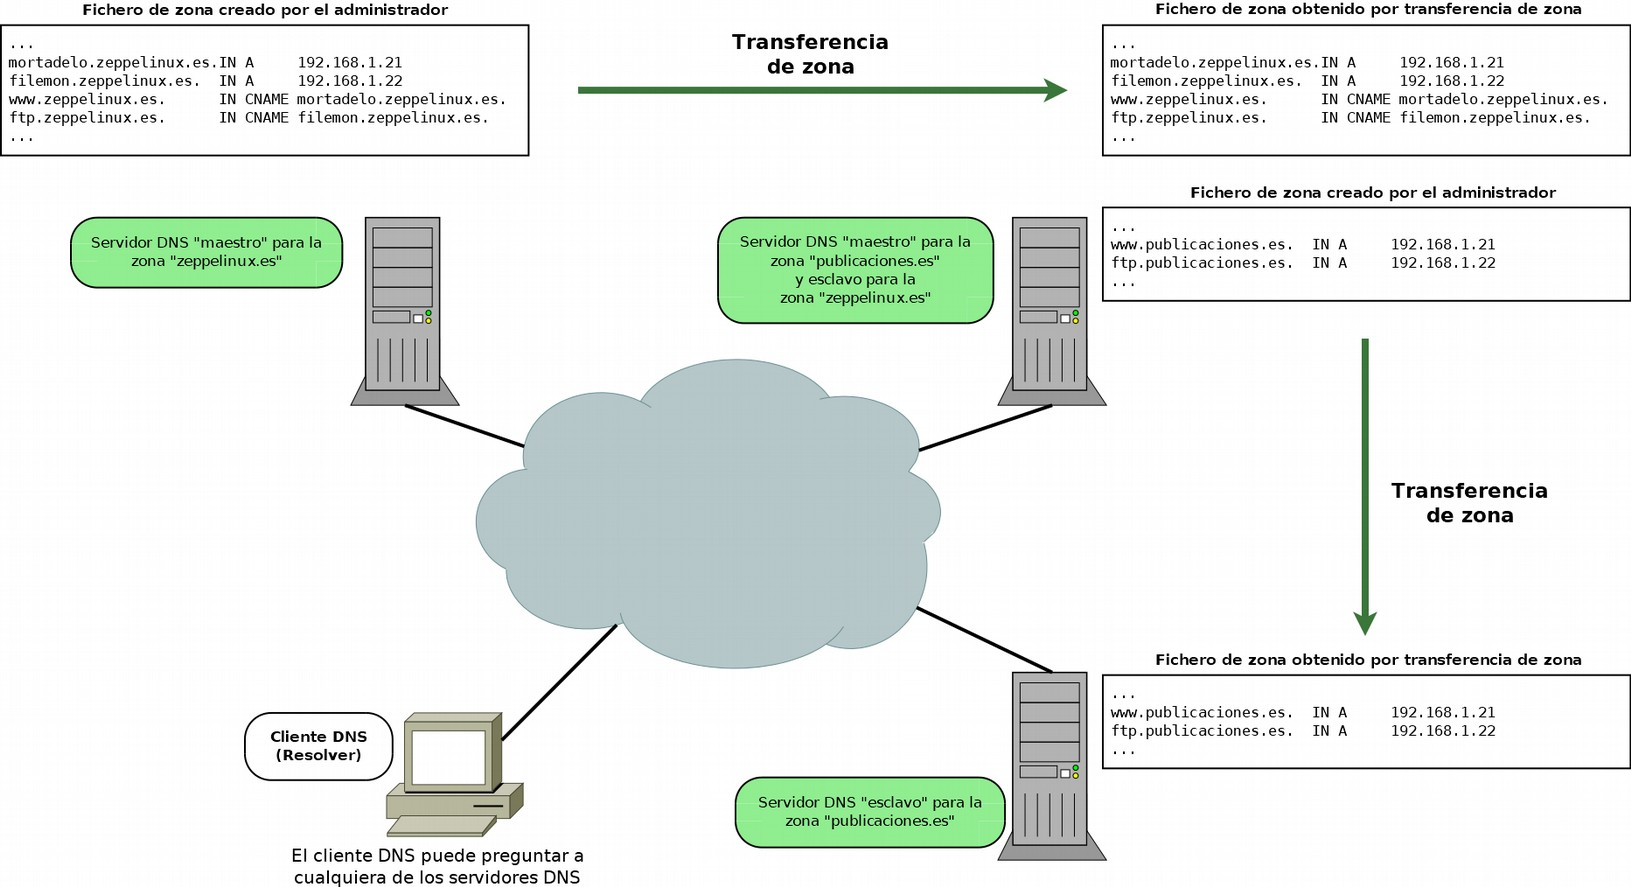 Fichero de zona creado por el administrador
...
mortadelo.zeppelinux.es.IN A     192.168.1.21
filemon.zeppelinux.es.  IN A     192.168.1.22
www.zeppelinux.es.      IN CNAME mortadelo.zeppelinux.es.
ftp.zeppelinux.es.      IN CNAME filemon.zeppelinux.es.
...
Transferencia
de zona
Fichero de zona obtenido por transferencia de zona
...
mortadelo.zeppelinux.es.IN A     192.168.1.21
filemon.zeppelinux.es.  IN A     192.168.1.22
www.zeppelinux.es.      IN CNAME mortadelo.zeppelinux.es.
ftp.zeppelinux.es.      IN CNAME filemon.zeppelinux.es.
...
Servidor DNS "maestro" para la
zona "zeppelinux.es"
Servidor DNS "maestro" para la
zona "publicaciones.es"
y esclavo para la
zona "zeppelinux.es"
Fichero de zona creado por el administrador
...
www.publicaciones.es.  IN A     192.168.1.21
ftp.publicaciones.es.  IN A     192.168.1.22
...
Transferencia
de zona
Fichero de zona obtenido por transferencia de zona
...
www.publicaciones.es.  IN A     192.168.1.21
ftp.publicaciones.es.  IN A     192.168.1.22
...
Cliente DNS
(Resolver)
Servidor DNS "esclavo" para la
zona "publicaciones.es"
El cliente DNS puede preguntar a
cualquiera de los servidores DNS